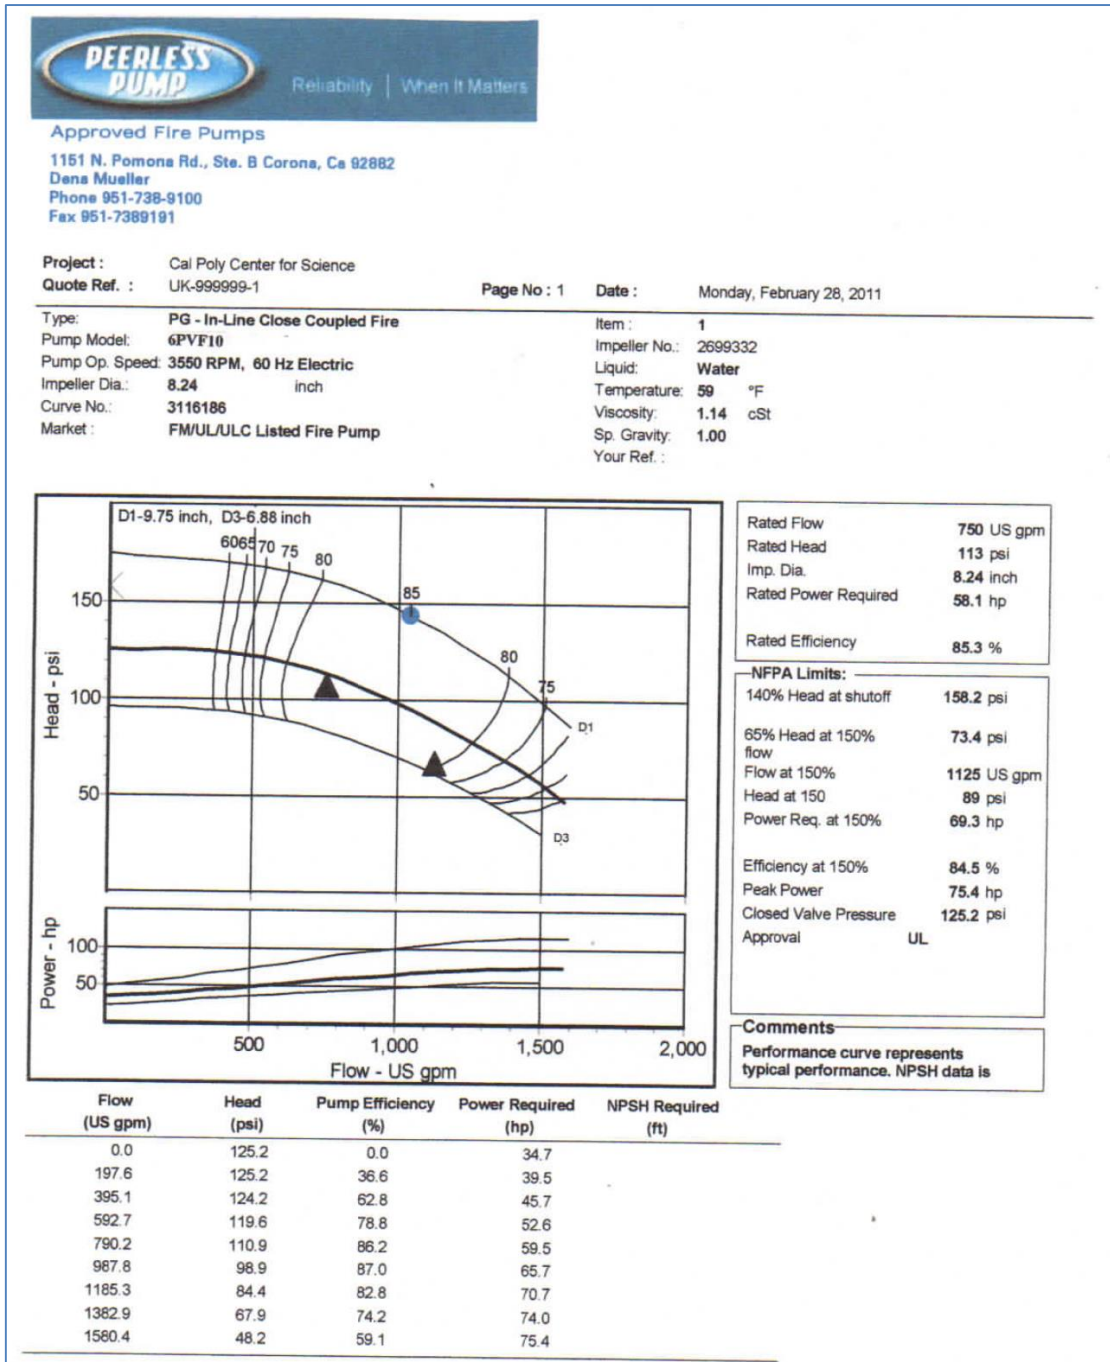 PEERLESS
PUMP
Reliability | When It Matters
Approved Fire Pumps
1151 N. Pomona Rd., Ste. B Corona, Ca 92882
Dena Mueller
Phone 951-738-9100
Fax 951-7389191
Project : Cal Poly Center for Science
Quote Ref. : UK-999999-1 Page No : 1 Date : Monday, February 28, 2011
Type: PG - In-Line Close Coupled Fire
Pump Model: 6PVF10
Pump Op. Speed: 3550 RPM, 60 Hz Electric
Impeller Dia.: 8.24 inch
Curve No.: 3116186
Market : FM/UL/ULC Listed Fire Pump
Item : 1
Impeller No.: 2699332
Liquid: Water
Temperature: 59 °F
Viscosity: 1.14 cSt
Sp. Gravity: 1.00
Your Ref. :
D1-9.75 inch, D3-6.88 inch
60 65 70 75 80
85
80
75
D1
D3
Head - psi
150
100
50
Power - hp
100
50
500 1,000 1,500 2,000
Flow - US gpm
Rated Flow 750 US gpm
Rated Head 113 psi
Imp. Dia. 8.24 inch
Rated Power Required 58.1 hp
Rated Efficiency 85.3 %
NFPA Limits:
140% Head at shutoff 158.2 psi
65% Head at 150% 73.4 psi
flow
Flow at 150% 1125 US gpm
Head at 150 89 psi
Power Req. at 150% 69.3 hp
Efficiency at 150% 84.5 %
Peak Power 75.4 hp
Closed Valve Pressure 125.2 psi
Approval UL
Comments
Performance curve represents
typical performance. NPSH data is
Flow Head Pump Efficiency Power Required NPSH Required
(US gpm) (psi) (%) (hp) (ft)
0.0 125.2 0.0 34.7
197.6 125.2 36.6 39.5
395.1 124.2 62.8 45.7
592.7 119.6 78.8 52.6
790.2 110.9 86.2 59.5
987.8 98.9 87.0 65.7
1185.3 84.4 82.8 70.7
1382.9 67.9 74.2 74.0
1580.4 48.2 59.1 75.4